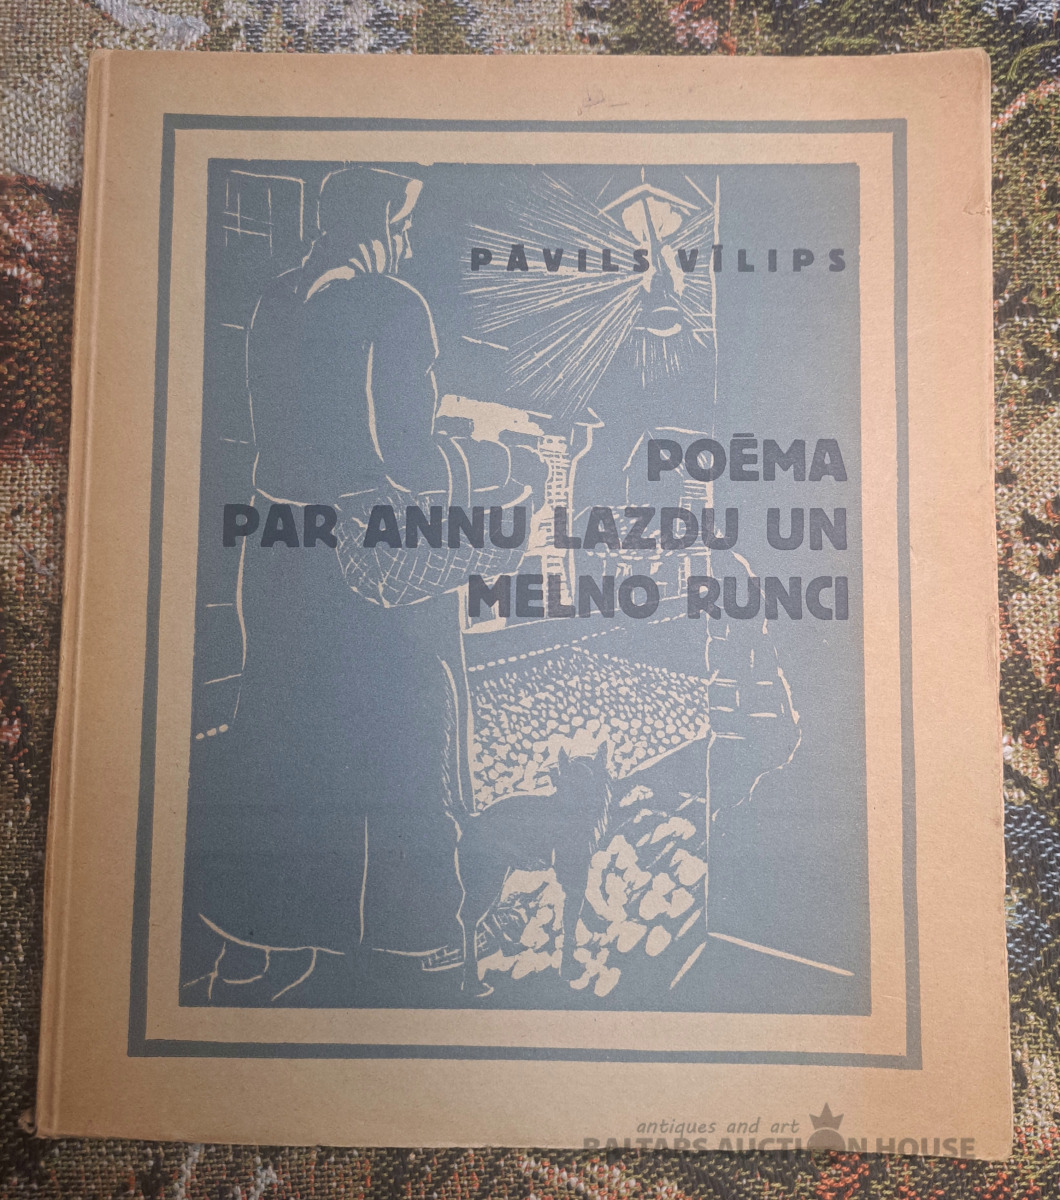 PĀVILS VĪLIPS
POĒMA
PAR ANNU LAZDU UN
MELNO RUNCI
antiques and art
BALTARS AUCTION HOUSE